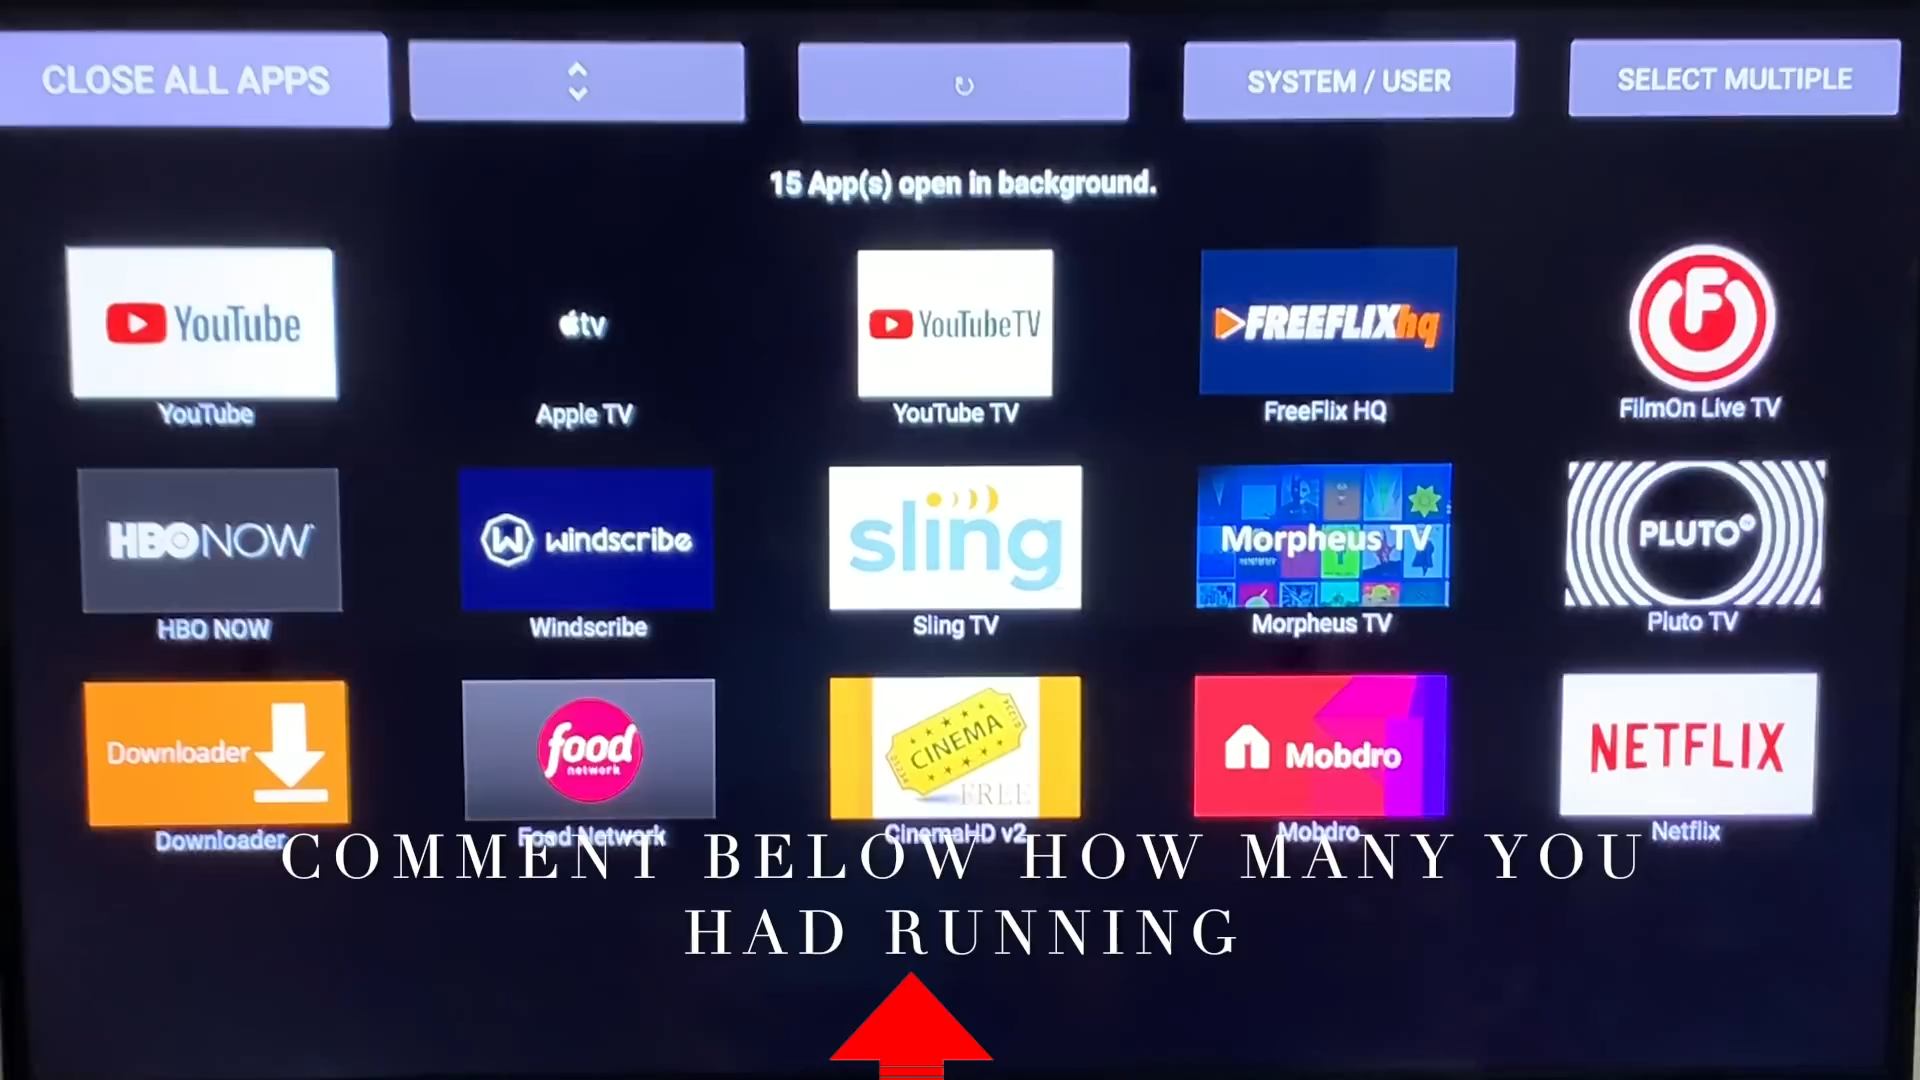 CLOSE ALL APPS
SYSTEM / USER
SELECT MULTIPLE
15 App(s) open in background.
YouTube
tv
YouTubeTV
FREEFLIXhq
F
YouTube
Apple TV
YouTube TV
FreeFlix HQ
FilmOn Live TV
HBO NOW
W windscribe
sling
Morpheus TV
PLUTO TV
HBO NOW
Windscribe
Sling TV
Morpheus TV
Pluto TV
Downloader
food
network
CINEMA
FREE
Mobdro
NETFLIX
Downloader
Food Network
CinemaHD v2
Mobdro
Netflix
COMMENT BELOW HOW MANY YOU
HAD RUNNING